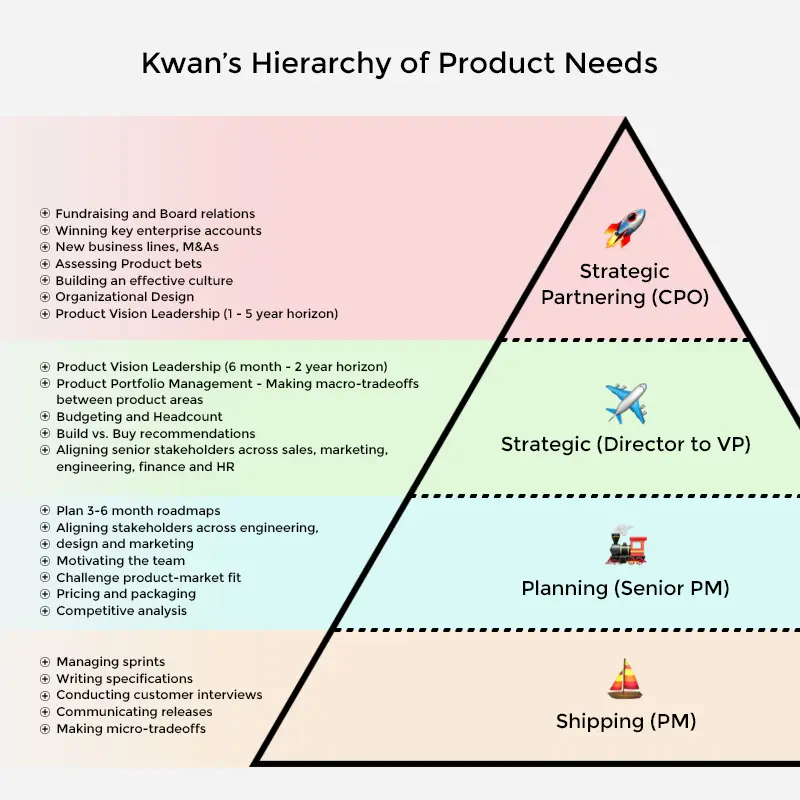 Kwan's Hierarchy of Product Needs
Fundraising and Board relations
Winning key enterprise accounts
New business lines, M&As
Assessing Product bets
Building an effective culture
Organizational Design
Product Vision Leadership (1 - 5 year horizon)
Strategic
Partnering (CPO)
Product Vision Leadership (6 month - 2 year horizon)
Product Portfolio Management - Making macro-tradeoffs
between product areas
Budgeting and Headcount
Build vs. Buy recommendations
Aligning senior stakeholders across sales, marketing,
engineering, finance and HR
Strategic (Director to VP)
Plan 3-6 month roadmaps
Aligning stakeholders across engineering,
design and marketing
Motivating the team
Challenge product-market fit
Pricing and packaging
Competitive analysis
Planning (Senior PM)
Managing sprints
Writing specifications
Conducting customer interviews
Communicating releases
Making micro-tradeoffs
Shipping (PM)